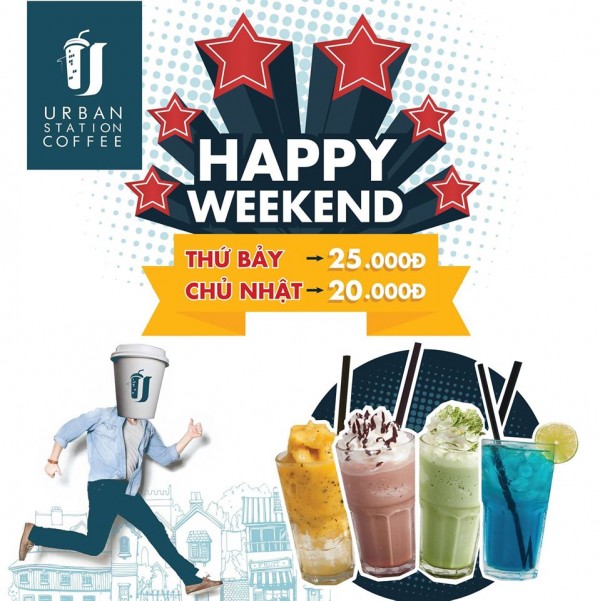 URBAN
STATION
COFFEE
HAPPY
WEEKEND
THỨ BẢY → 25.000Đ
CHỦ NHẬT → 20.000Đ